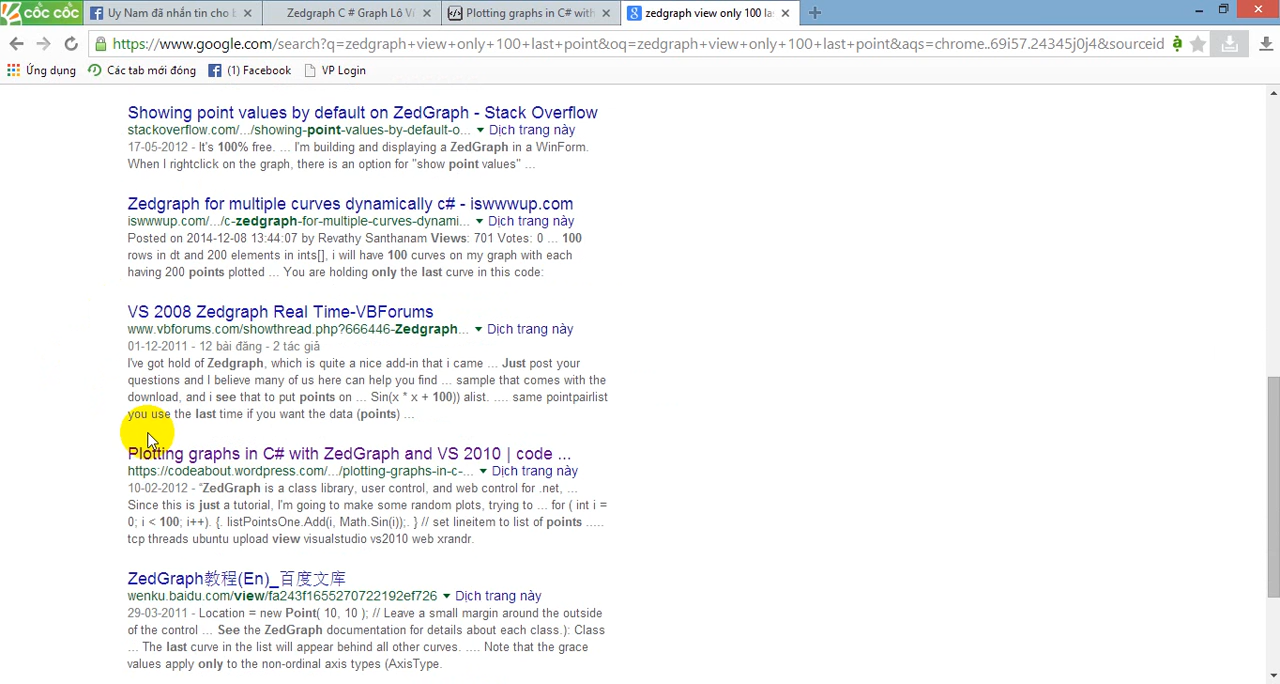 cốc cốc
Uy Nam đã nhắn tin cho b
Zedgraph C # Graph Lô Vi
Plotting graphs in C# with
zedgraph view only 100 la
https://www.google.com/search?q=zedgraph+view+only+100+last+point&oq=zedgraph+view+only+100+last+point&aqs=chrome..69i57.24345j0j4&sourceid
Ứng dụng
Các tab mới đóng
(1) Facebook
VP Login
Showing point values by default on ZedGraph - Stack Overflow
stackoverflow.com/.../showing-point-values-by-default-o... ▼ Dịch trang này
17-05-2012 - It's 100% free. ... I'm building and displaying a ZedGraph in a WinForm.
When I rightclick on the graph, there is an option for "show point values" ...
Zedgraph for multiple curves dynamically c# - iswwwup.com
iswwwup.com/.../c-zedgraph-for-multiple-curves-dynami... ▼ Dịch trang này
Posted on 2014-12-08 13:44:07 by Revathy Santhanam Views: 701 Votes: 0 ... 100
rows in dt and 200 elements in ints[], i will have 100 curves on my graph with each
having 200 points plotted ... You are holding only the last curve in this code:
VS 2008 Zedgraph Real Time-VBForums
www.vbforums.com/showthread.php?666446-Zedgraph... ▼ Dịch trang này
01-12-2011 - 12 bài đăng - 2 tác giả
I've got hold of Zedgraph, which is quite a nice add-in that i came ... Just post your
questions and I believe many of us here can help you find ... sample that comes with the
download, and i see that to put points on ... Sin(x * x + 100)) alist. .... same pointpairlist
you use the last time if you want the data (points) ...
Plotting graphs in C# with ZedGraph and VS 2010 | code ...
https://codeabout.wordpress.com/.../plotting-graphs-in-c-... ▼ Dịch trang này
10-02-2012 - "ZedGraph is a class library, user control, and web control for .net, ...
Since this is just a tutorial, I'm going to make some random plots, trying to ... for ( int i =
0; i < 100; i++). {. listPointsOne.Add(i, Math.Sin(i));. } // set lineitem to list of points .....
tcp threads ubuntu upload view visualstudio vs2010 web xrandr.
ZedGraph教程(En)_百度文库
wenku.baidu.com/view/fa243f1655270722192ef726 ▼ Dịch trang này
29-03-2011 - Location = new Point( 10, 10 ); // Leave a small margin around the outside
of the control ... See the ZedGraph documentation for details about each class.): Class
... The last curve in the list will appear behind all other curves. .... Note that the grace
values apply only to the non-ordinal axis types (AxisType.